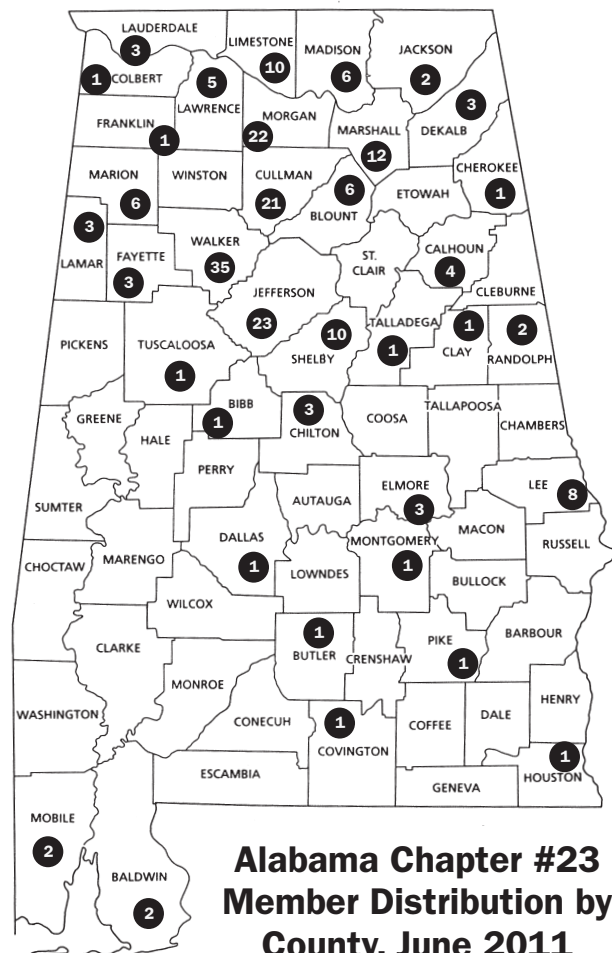 LAUDERDALE
3
LIMESTONE
10
MADISON
6
JACKSON
2
1
COLBERT
5
LAWRENCE
3
DEKALB
FRANKLIN
1
MORGAN
22
MARSHALL
12
CHEROKEE
1
MARION
6
WINSTON
CULLMAN
21
6
BLOUNT
ETOWAH
3
LAMAR
FAYETTE
3
WALKER
35
JEFFERSON
23
ST.
CLAIR
CALHOUN
4
CLEBURNE
PICKENS
TUSCALOOSA
1
10
SHELBY
TALLADEGA
1
1
CLAY
2
RANDOLPH
GREENE
HALE
BIBB
1
3
CHILTON
COOSA
TALLAPOOSA
CHAMBERS
PERRY
SUMTER
AUTAUGA
ELMORE
3
LEE
8
DALLAS
1
MONTGOMERY
1
MACON
RUSSELL
CHOCTAW
MARENGO
LOWNDES
BULLOCK
WILCOX
CLARKE
1
BUTLER
CRENSHAW
PIKE
1
BARBOUR
WASHINGTON
MONROE
CONECUH
1
COVINGTON
COFFEE
DALE
HENRY
ESCAMBIA
GENEVA
1
HOUSTON
MOBILE
2
BALDWIN
2
Alabama Chapter #23
Member Distribution by
County, June 2011